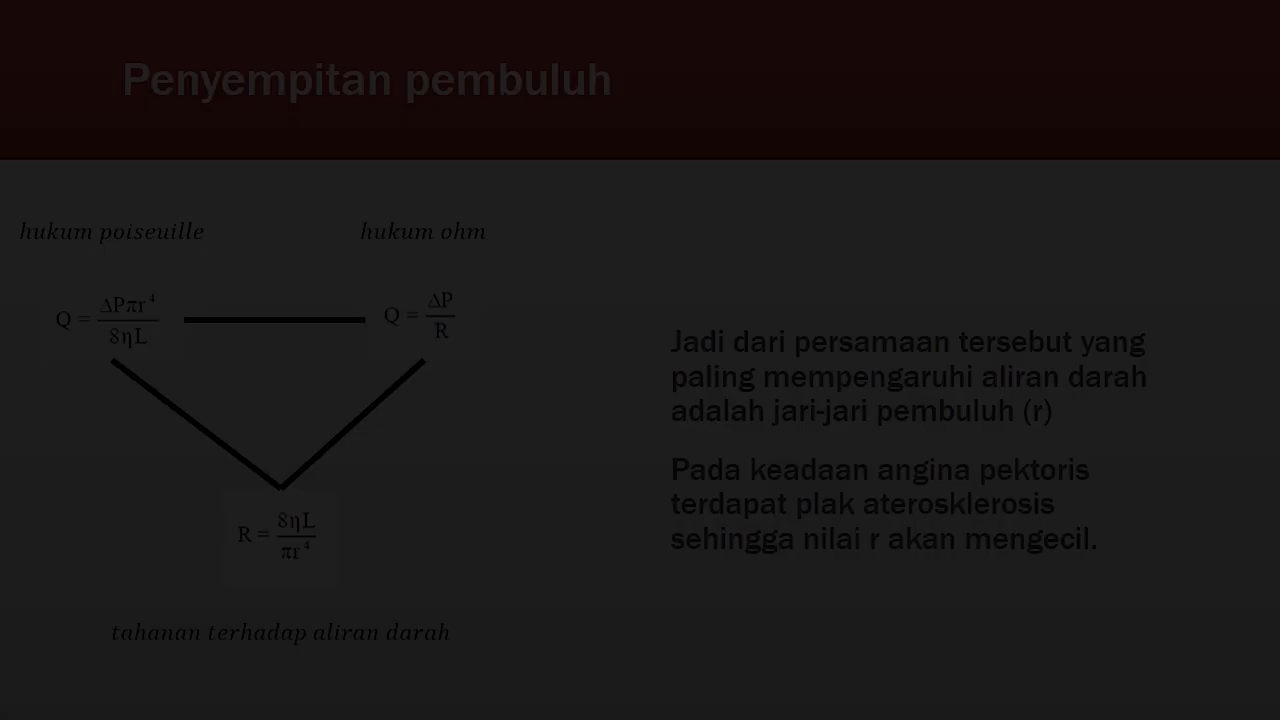 Penyempitan pembuluh
hukum poiseuille
hukum ohm
Q = ΔPπr⁴ / 8ηL
Q = ΔP / R
R = 8ηL / πr⁴
tahanan terhadap aliran darah
Jadi dari persamaan tersebut yang
paling mempengaruhi aliran darah
adalah jari-jari pembuluh (r)
Pada keadaan angina pektoris
terdapat plak aterosklerosis
sehingga nilai r akan mengecil.